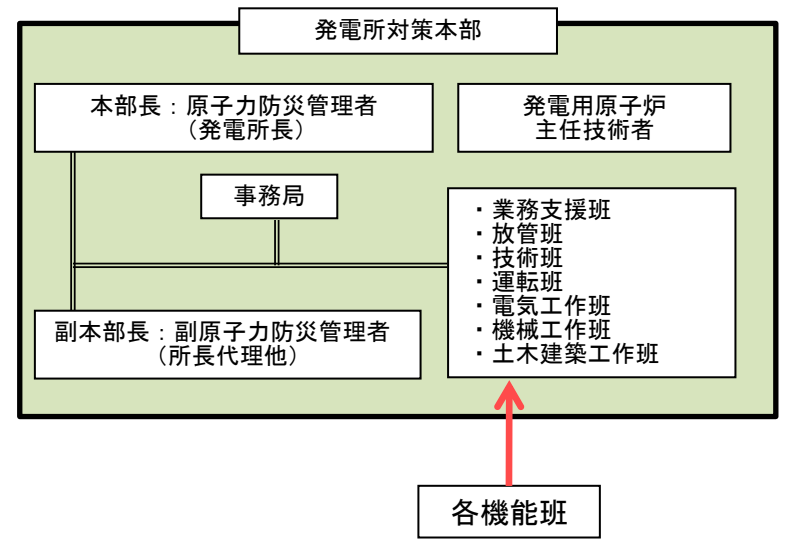 発電所対策本部
本部長：原子力防災管理者
（発電所長）
発電用原子炉
主任技術者
事務局
・業務支援班
・放管班
・技術班
・運転班
・電気工作班
・機械工作班
・土木建築工作班
副本部長：副原子力防災管理者
（所長代理他）
各機能班